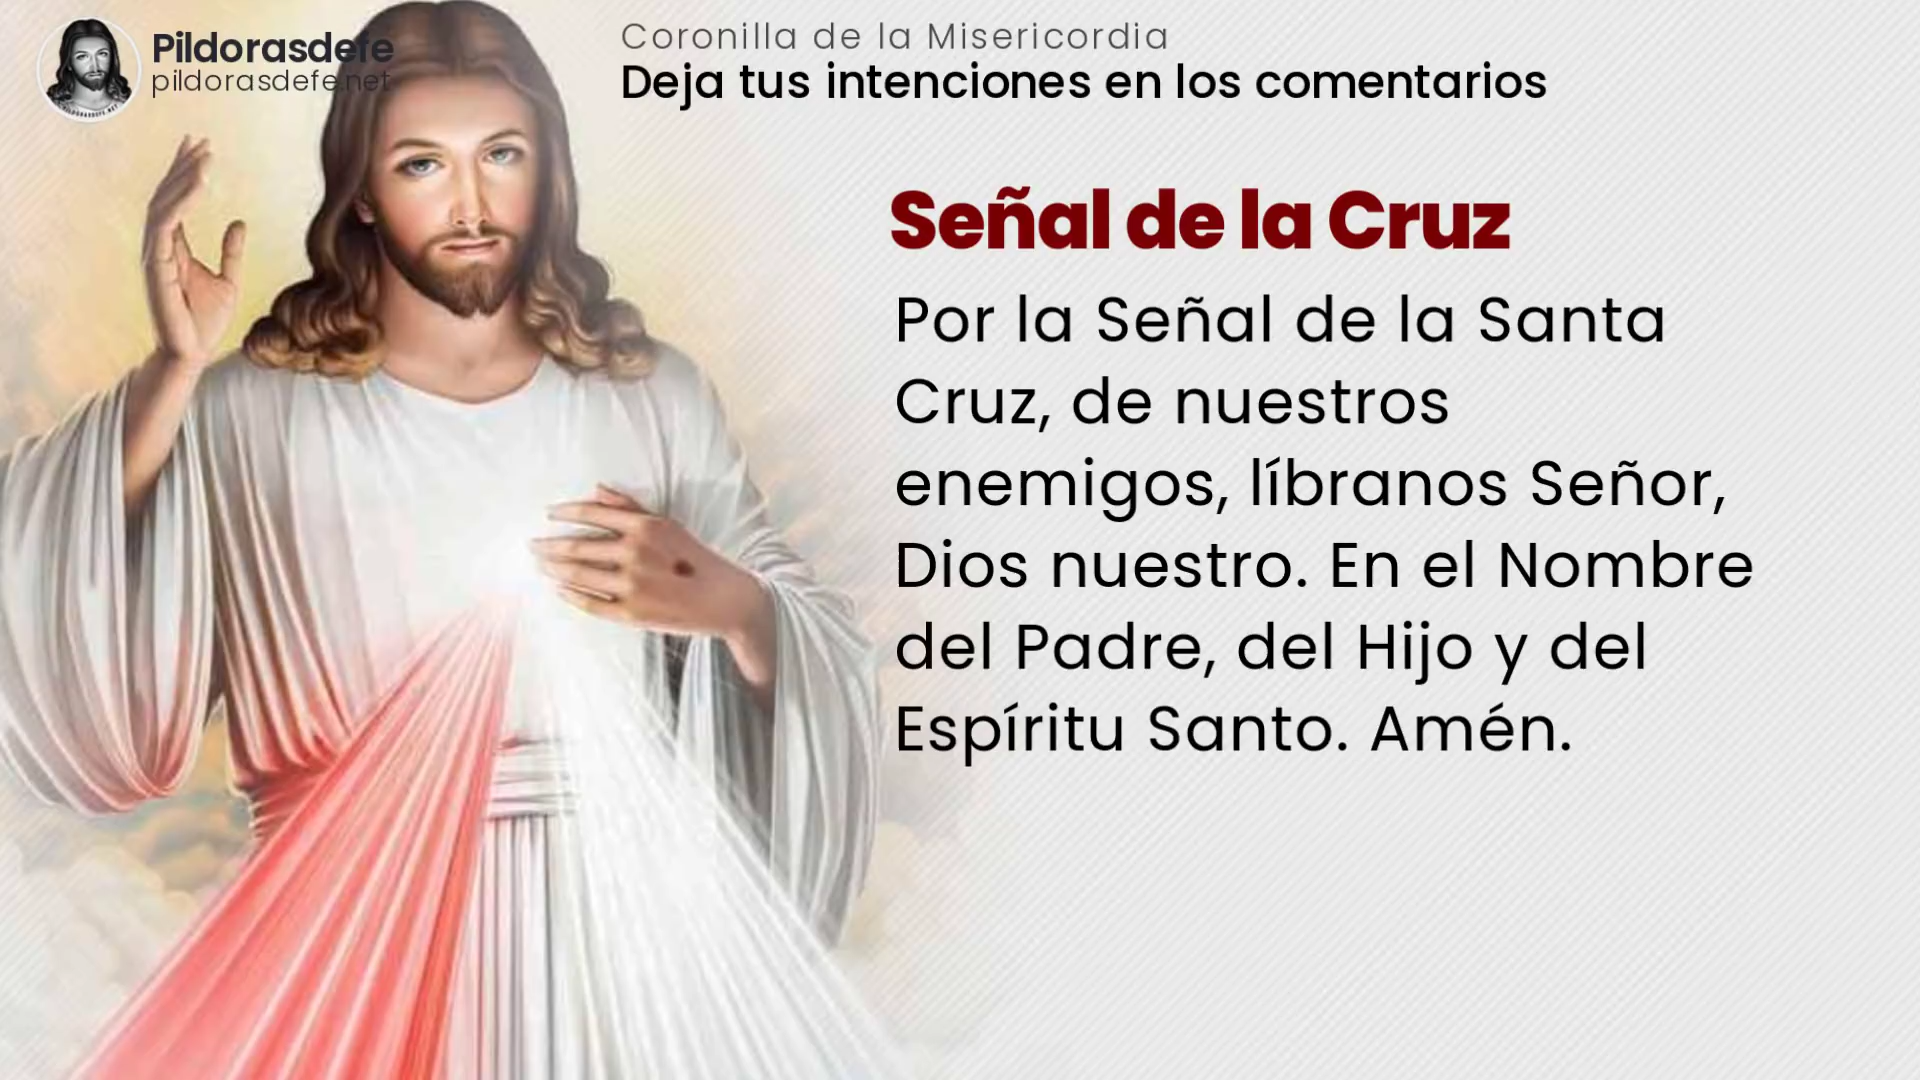 Pildorasdefe
pildorasdefe.net
Coronilla de la Misericordia
Deja tus intenciones en los comentarios
Señal de la Cruz
Por la Señal de la Santa
Cruz, de nuestros
enemigos, líbranos Señor,
Dios nuestro. En el Nombre
del Padre, del Hijo y del
Espíritu Santo. Amén.